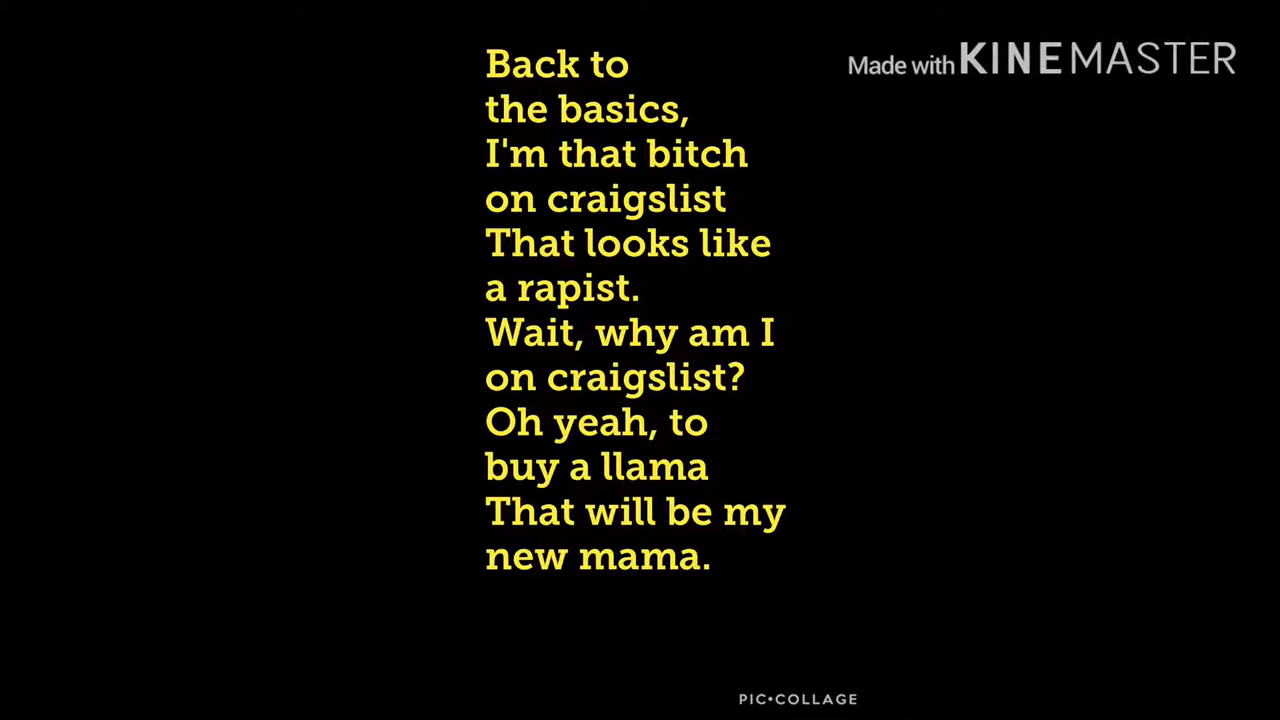 Back to
the basics,
I'm that bitch
on craigslist
That looks like
a rapist.
Wait, why am I
on craigslist?
Oh yeah, to
buy a llama
That will be my
new mama.
Made with KINEMASTER
PIC•COLLAGE